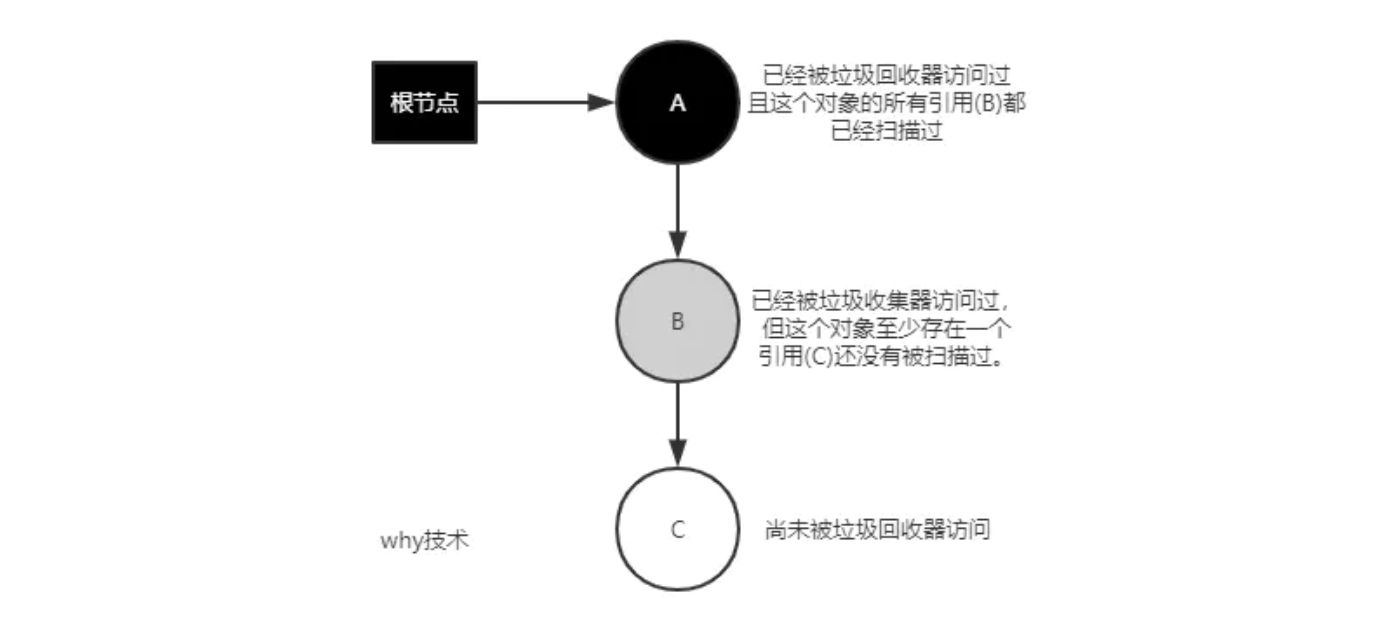 根节点
A
已经被垃圾回收器访问过
且这个对象的所有引用(B)都
已经扫描过
B
已经被垃圾收集器访问过，
但这个对象至少存在一个
引用(C)还没有被扫描过。
C
尚未被垃圾回收器访问
why技术